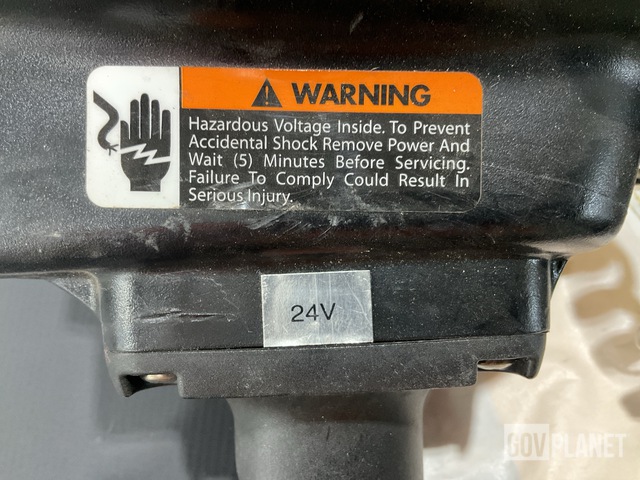 WARNING
Hazardous Voltage Inside. To Prevent
Accidental Shock Remove Power And
Wait (5) Minutes Before Servicing.
Failure To Comply Could Result In
Serious Injury.
24V
GOVPLANET